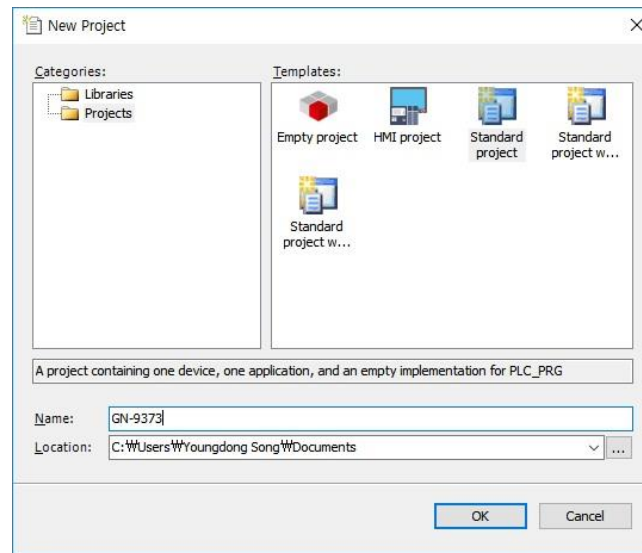 New Project
Categories:
Libraries
Projects
Templates:
Empty project
HMI project
Standard
project
Standard
project w...
Standard
project w...
A project containing one device, one application, and an empty implementation for PLC_PRG
Name:
GN-9373
Location:
C:₩Users₩Youngdong Song₩Documents
...
OK
Cancel